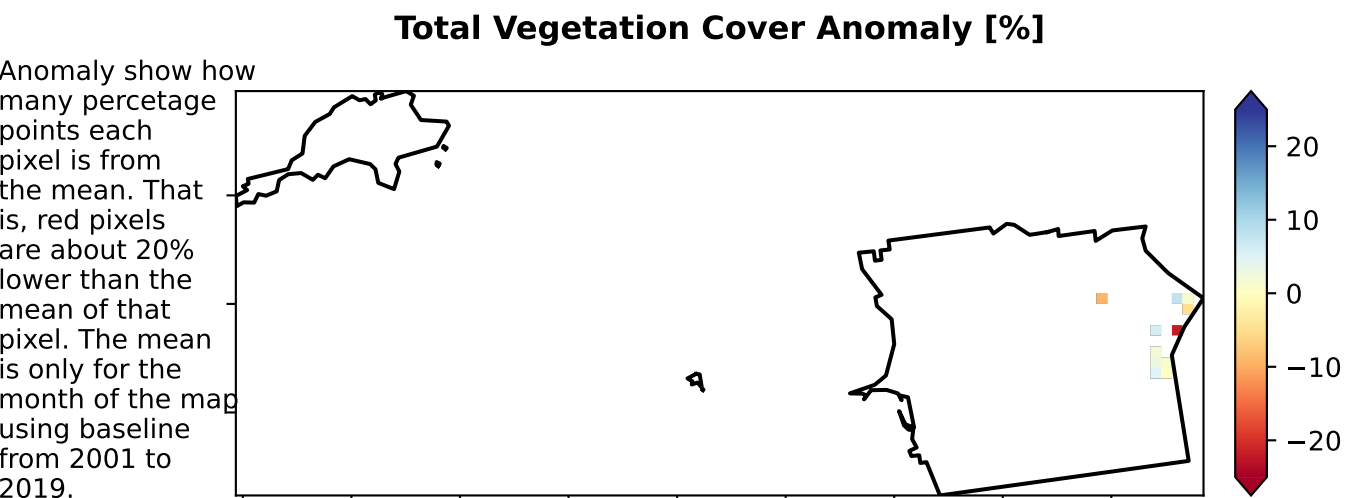 Total Vegetation Cover Anomaly [%]
Anomaly show how
many percetage
points each
pixel is from
the mean. That
is, red pixels
are about 20%
lower than the
mean of that
pixel. The mean
is only for the
month of the map
using baseline
from 2001 to
2019.
20
10
0
−10
−20